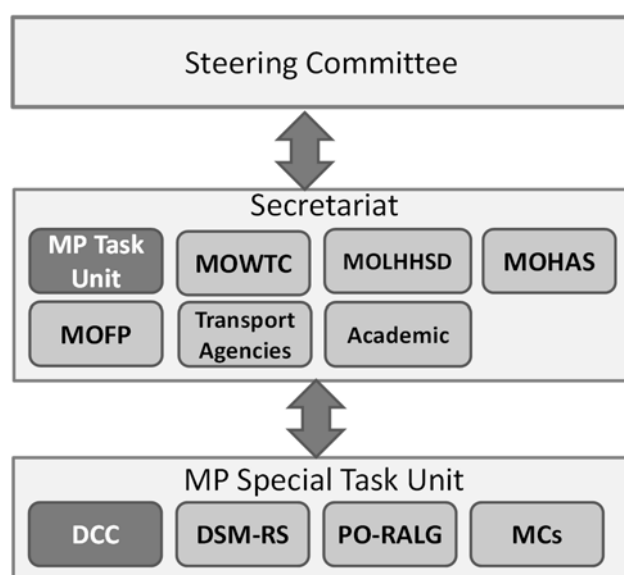 Steering Committee
Secretariat
MP Task
Unit
MOWTC
MOLHHSD
MOHAS
MOFP
Transport
Agencies
Academic
MP Special Task Unit
DCC
DSM-RS
PO-RALG
MCs